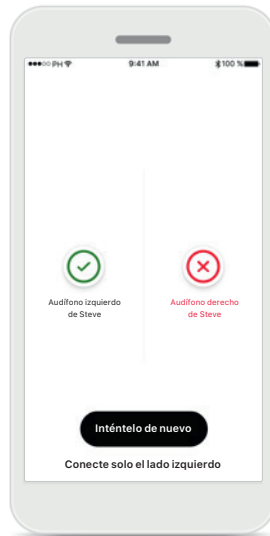 ●●●○○ PH 9:41 AM 100 %
Audífono izquierdo
de Steve
Audífono derecho
de Steve
Inténtelo de nuevo
Conecte solo el lado izquierdo